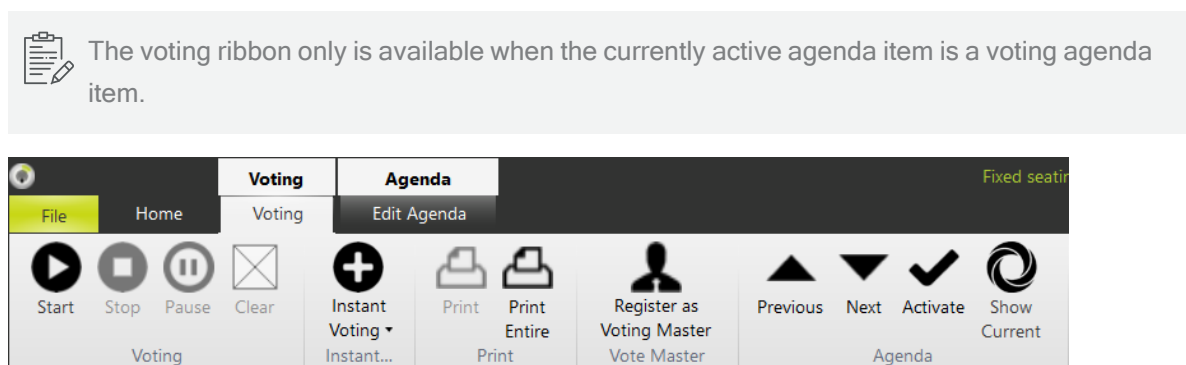 The voting ribbon only is available when the currently active agenda item is a voting agenda
item.
Voting Agenda Fixed seatin
File Home Voting Edit Agenda
Start Stop Pause Clear Instant Print Print Register as Previous Next Activate Show
Voting Entire Voting Master Current
Voting Instant... Print Vote Master Agenda